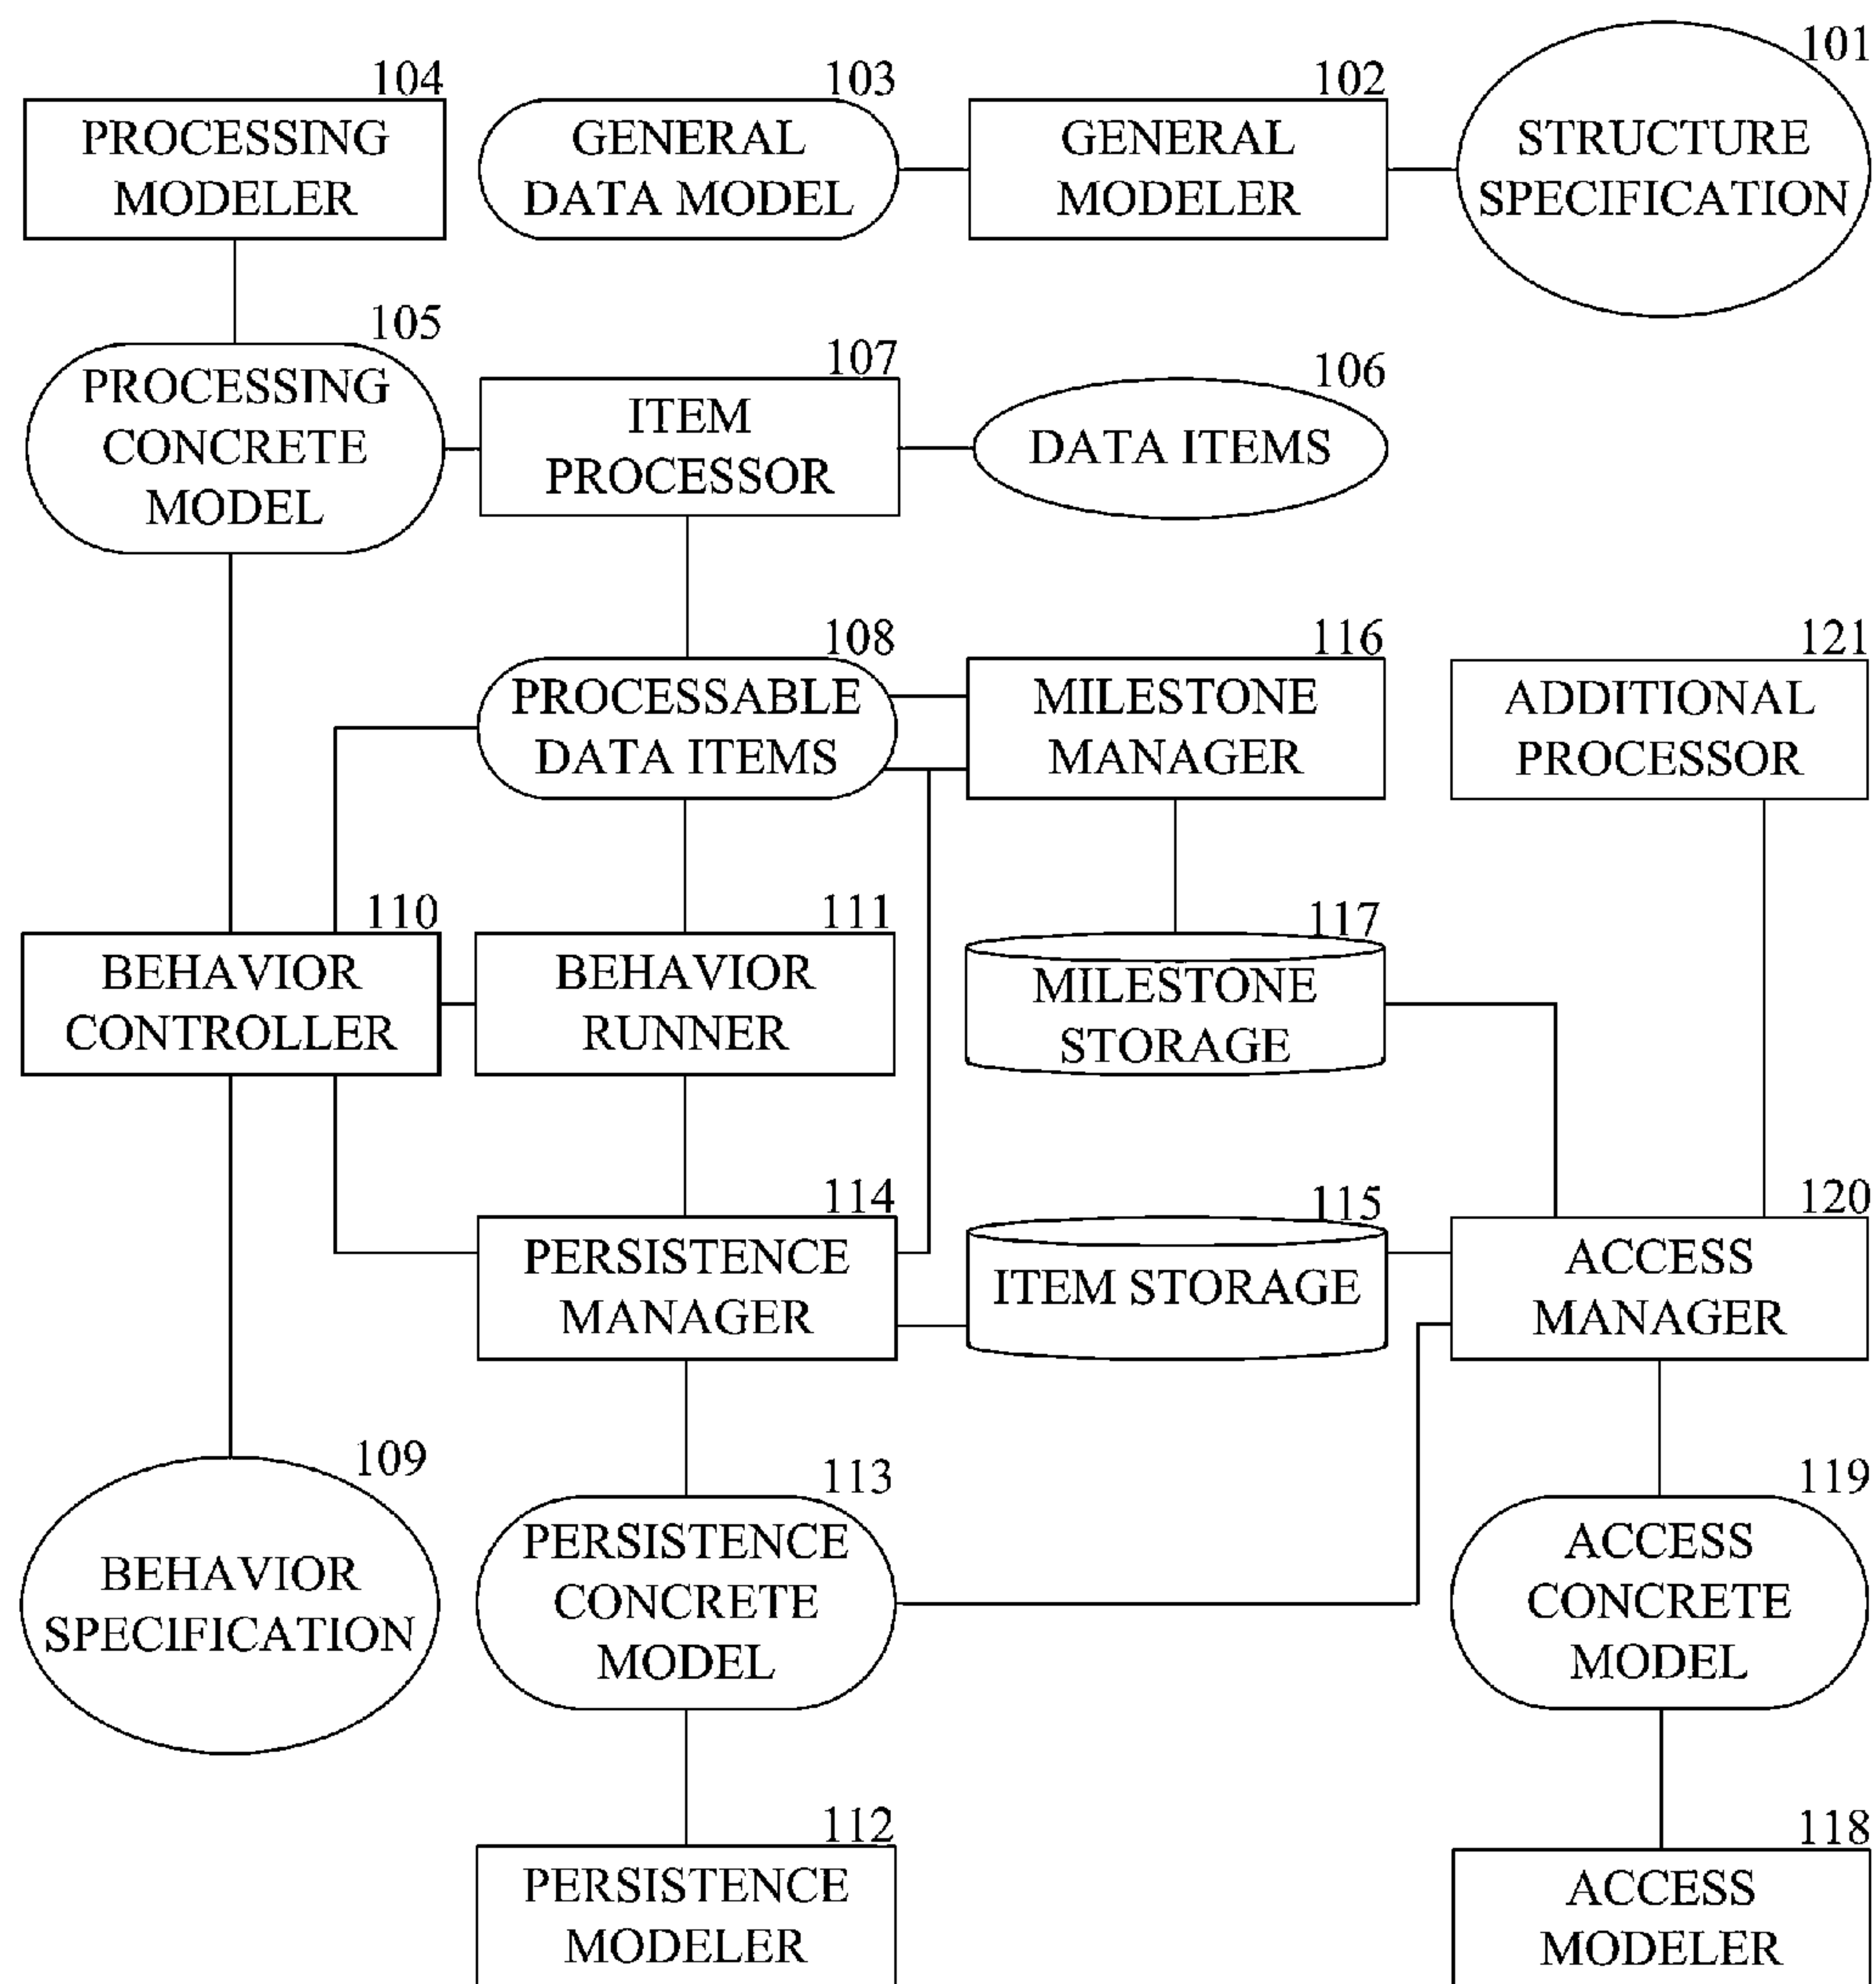 104
PROCESSING
MODELER
103
GENERAL
DATA MODEL
102
GENERAL
MODELER
101
STRUCTURE
SPECIFICATION
105
PROCESSING
CONCRETE
MODEL
107
ITEM
PROCESSOR
106
DATA ITEMS
108
PROCESSABLE
DATA ITEMS
116
MILESTONE
MANAGER
121
ADDITIONAL
PROCESSOR
110
BEHAVIOR
CONTROLLER
111
BEHAVIOR
RUNNER
117
MILESTONE
STORAGE
114
PERSISTENCE
MANAGER
115
ITEM STORAGE
120
ACCESS
MANAGER
109
BEHAVIOR
SPECIFICATION
113
PERSISTENCE
CONCRETE
MODEL
119
ACCESS
CONCRETE
MODEL
112
PERSISTENCE
MODELER
118
ACCESS
MODELER